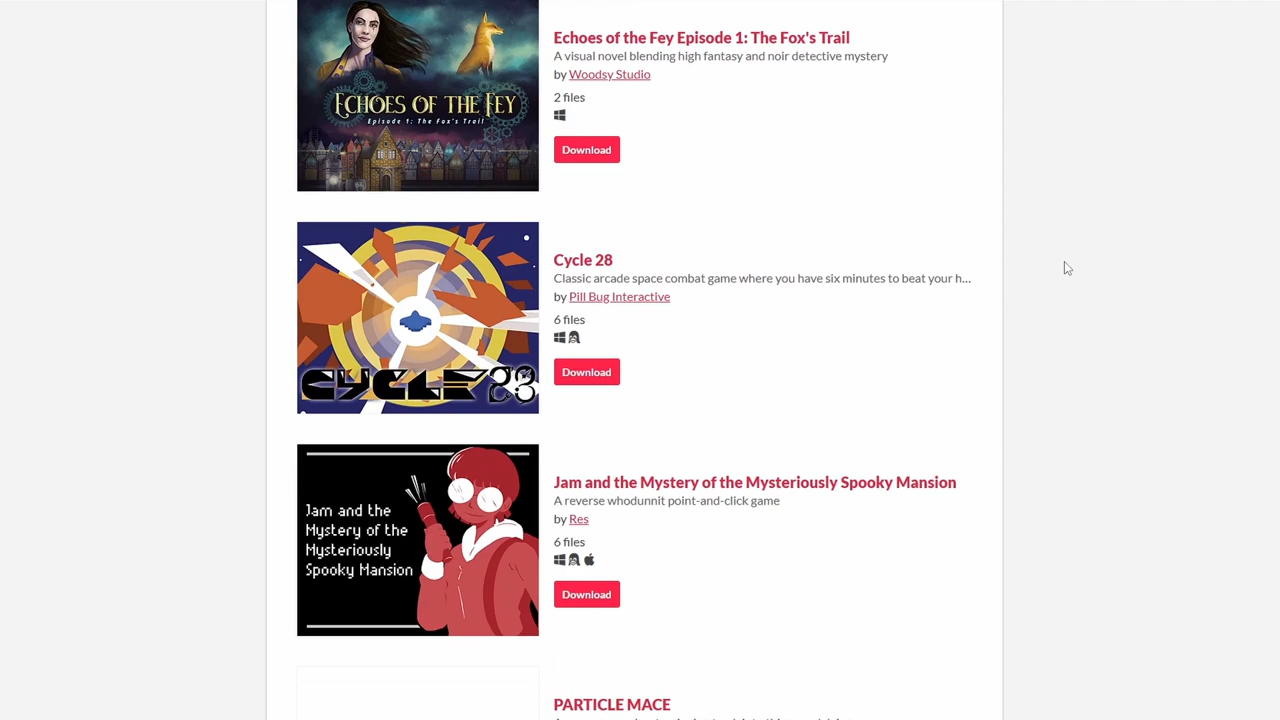 ECHOES OF THE FEY
Episode 1: The Fox's Trail
Echoes of the Fey Episode 1: The Fox's Trail
A visual novel blending high fantasy and noir detective mystery
by Woodsy Studio
2 files
Download
CYCLE 28
Cycle 28
Classic arcade space combat game where you have six minutes to beat your h...
by Pill Bug Interactive
6 files
Download
Jam and the
Mystery of the
Mysteriously
Spooky Mansion
Jam and the Mystery of the Mysteriously Spooky Mansion
A reverse whodunnit point-and-click game
by Res
6 files
Download
PARTICLE MACE